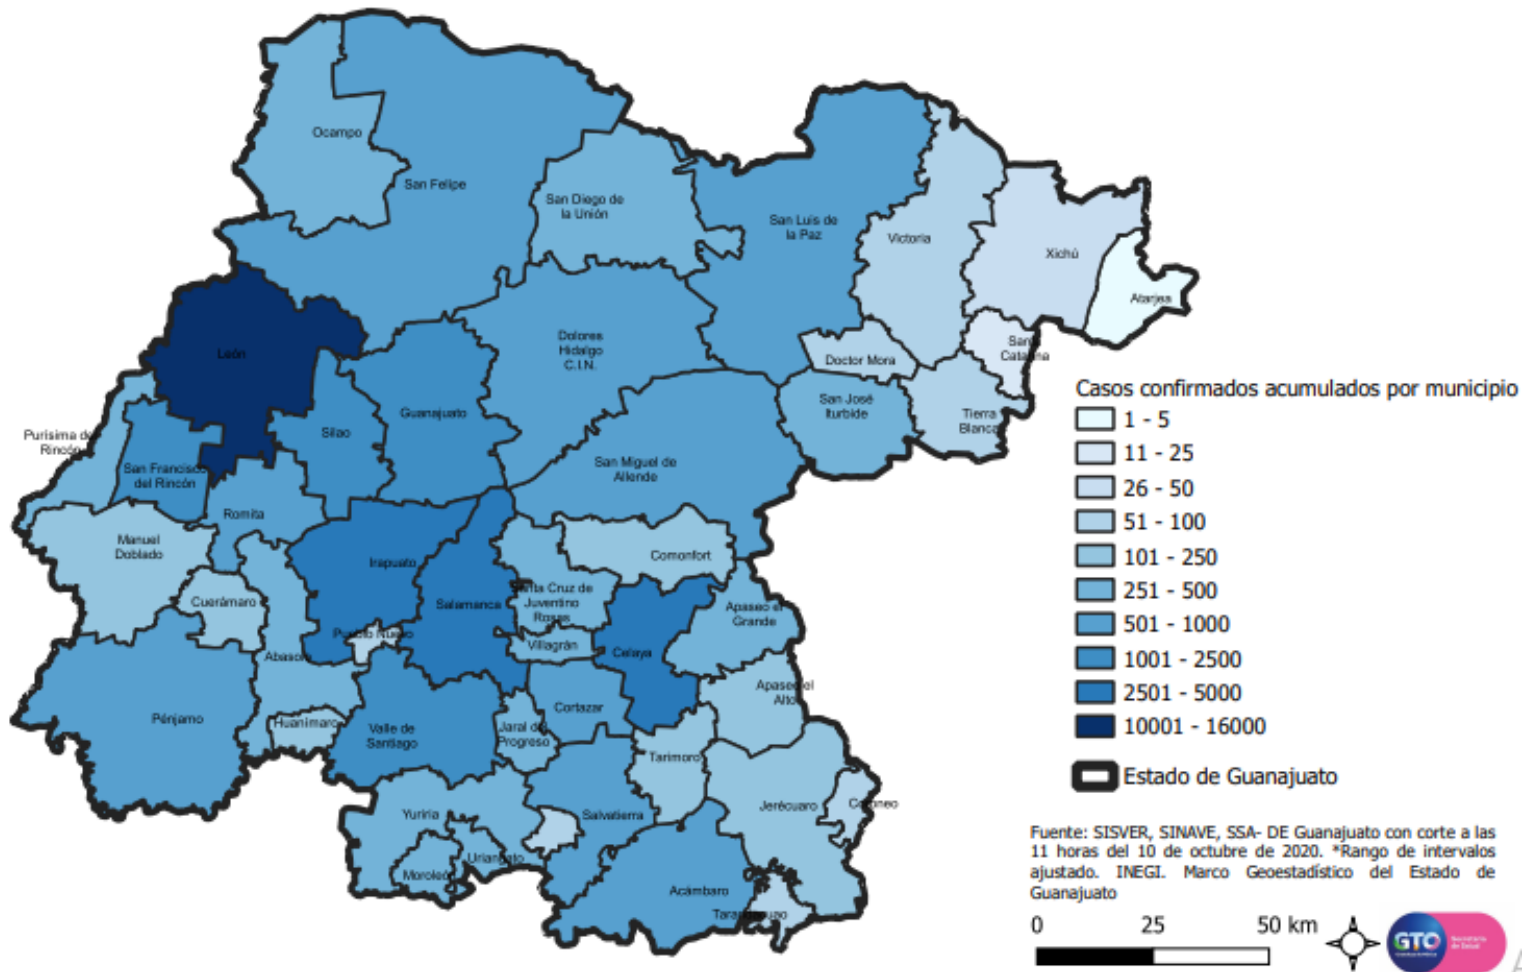 Ocampo
San Felipe
San Diego de
la Unión
San Luis de
la Paz
Victoria
Xichú
Atarjea
León
Dolores
Hidalgo
C.I.N.
Doctor Mora
Santa
Catarina
Guanajuato
Silao
San José
Iturbide
Tierra
Blanca
Purísima del
Rincón
San Francisco
del Rincón
San Miguel de
Allende
Romita
Manuel
Doblado
Irapuato
Comonfort
Cuerámaro
Salamanca
Santa Cruz de
Juventino
Rosas
Apaseo el
Grande
Pueblo Nuevo
Villagrán
Celaya
Abasolo
Apaseo el
Alto
Pénjamo
Huanímaro
Valle de
Santiago
Jaral del
Progreso
Cortazar
Tarimoro
Jerécuaro
Coroneo
Yuriria
Salvatierra
Uriangato
Moroleón
Acámbaro
Tarandacuao
Casos confirmados acumulados por municipio
1 - 5
11 - 25
26 - 50
51 - 100
101 - 250
251 - 500
501 - 1000
1001 - 2500
2501 - 5000
10001 - 16000
Estado de Guanajuato
Fuente: SISVER, SINAVE, SSA- DE Guanajuato con corte a las
11 horas del 10 de octubre de 2020. *Rango de intervalos
ajustado. INEGI. Marco Geoestadístico del Estado de
Guanajuato
0 25 50 km
GTO
Secretaría
de Salud